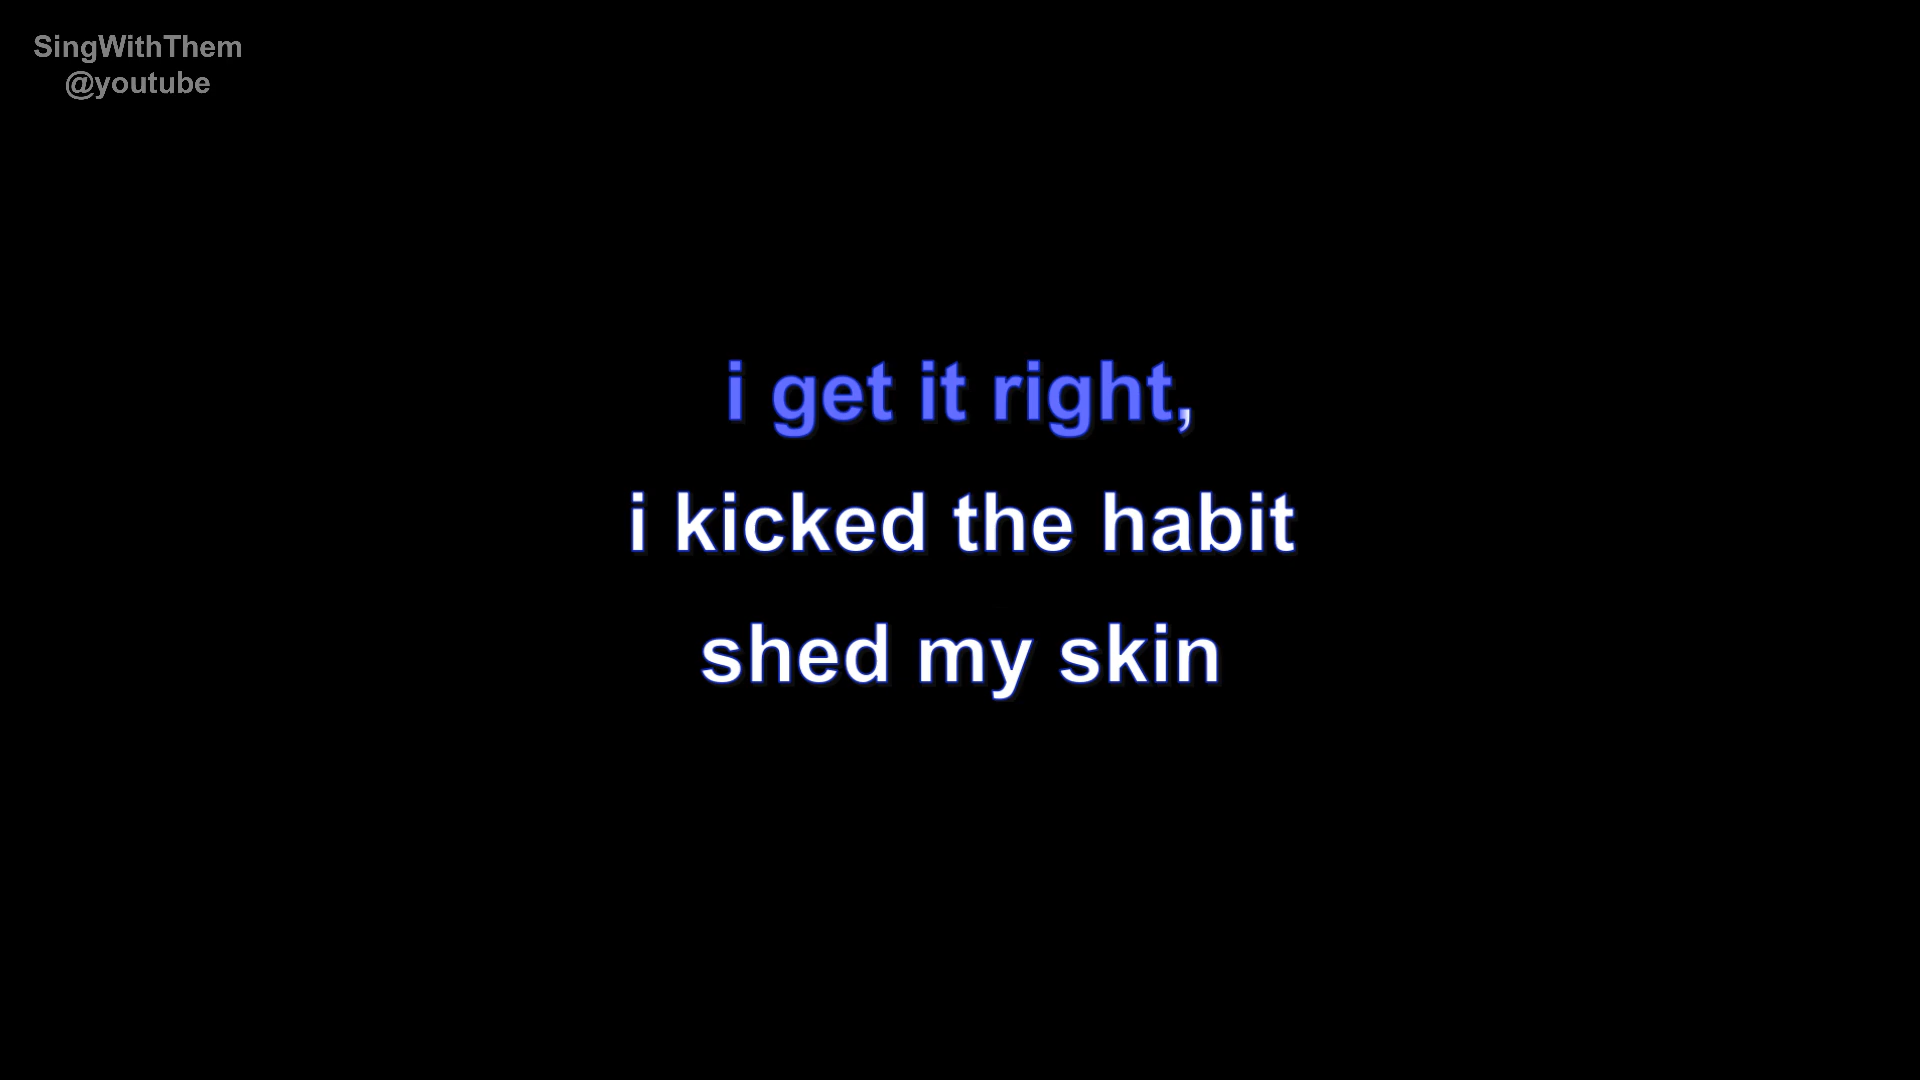 SingWithThem
@youtube
i get it right,
i kicked the habit
shed my skin